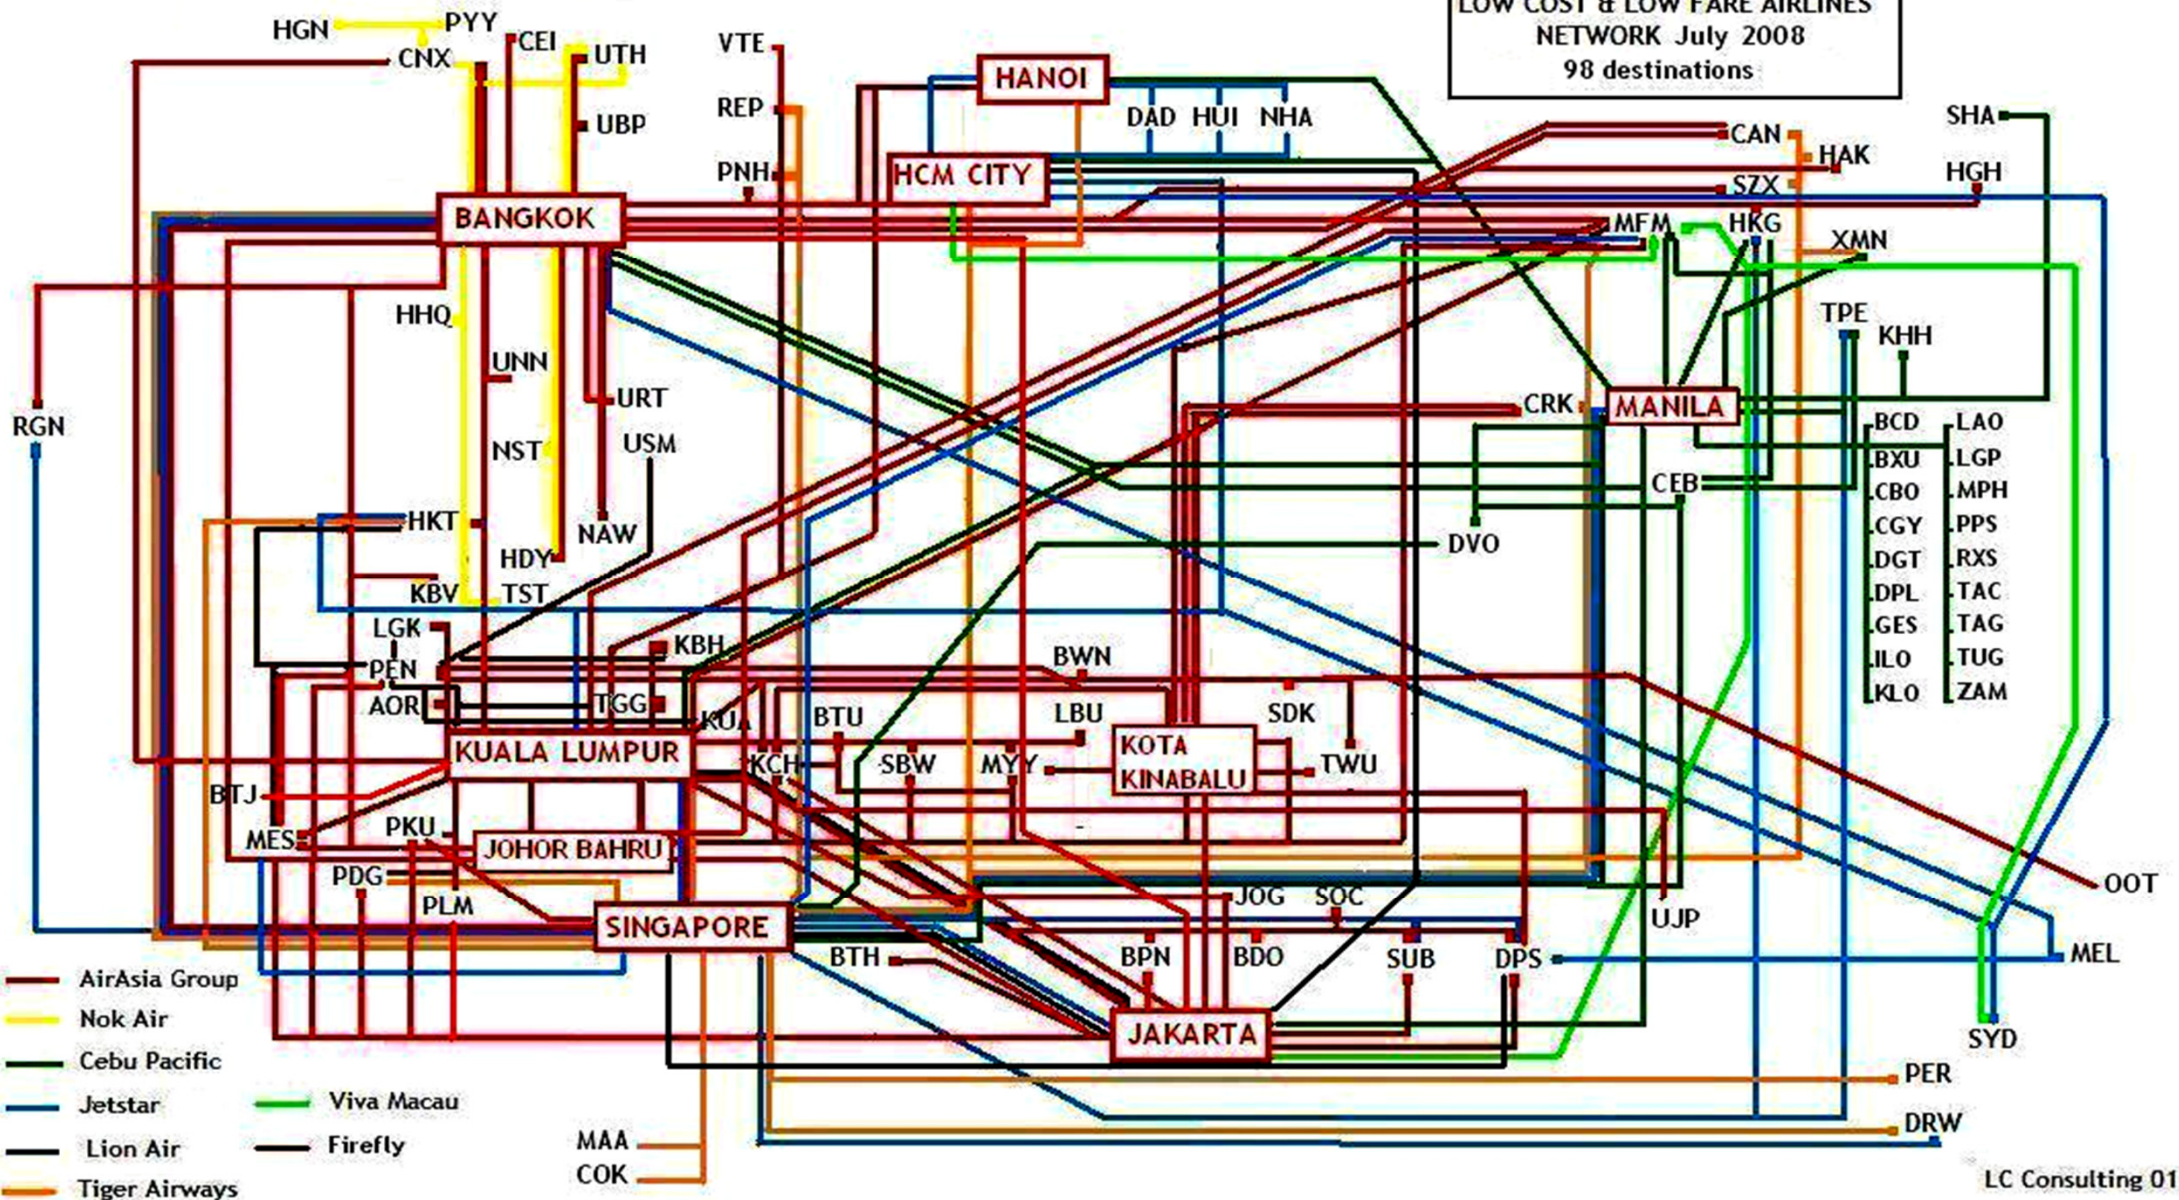 LOW COST & LOW FARE AIRLINES
NETWORK July 2008
98 destinations
HGN
PYY
CNX
CEI
UTH
UBP
VTE
REP
PNH
HANOI
DAD HUI NHA
HCM CITY
BANGKOK
CAN
HAK
SZX
SHA
HGH
MFM
HKG
XMN
TPE
KHH
HHQ
UNN
URT
USM
NST
NAW
HDY
RGN
HKT
KBV
TST
CRK
MANILA
CEB
DVO
BCD LAO
BXU LGP
CBO MPH
CGY PPS
DGT RXS
DPL TAC
GES TAG
ILO TUG
KLO ZAM
LGK
PEN
AOR
KBH
TGG
KUA
KUALA LUMPUR
BWN
BTU
LBU
SDK
KCH
SBW
MYY
KOTA
KINABALU
TWU
BTJ
MES
PKU
JOHOR BAHRU
PDG
PLM
SINGAPORE
JOG
SOC
UJP
OOT
BTH
BPN
BDO
SUB
DPS
MEL
JAKARTA
SYD
PER
DRW
MAA
COK
AirAsia Group
Nok Air
Cebu Pacific
Jetstar
Viva Macau
Lion Air
Firefly
Tiger Airways
LC Consulting 01